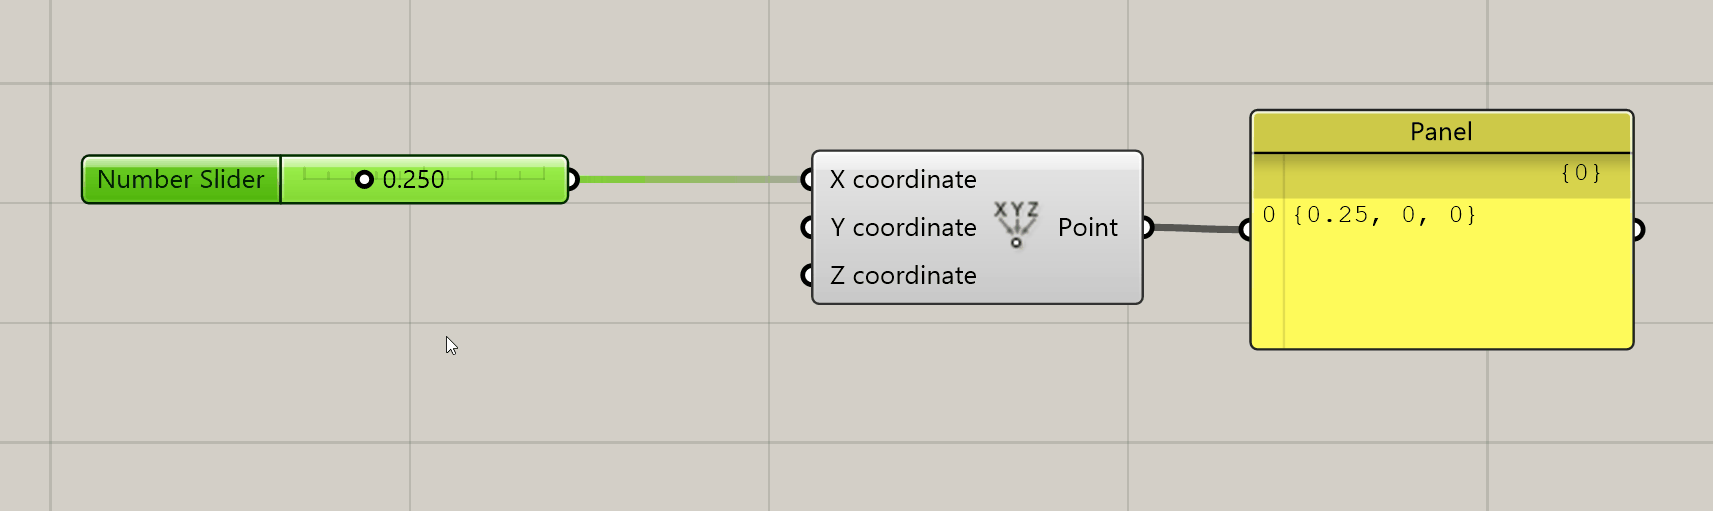 Number Slider 0.250
X coordinate
Y coordinate
Z coordinate
XYZ
Point
Panel
{0}
0 {0.25, 0, 0}